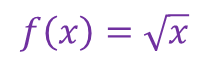 f(x) = √x